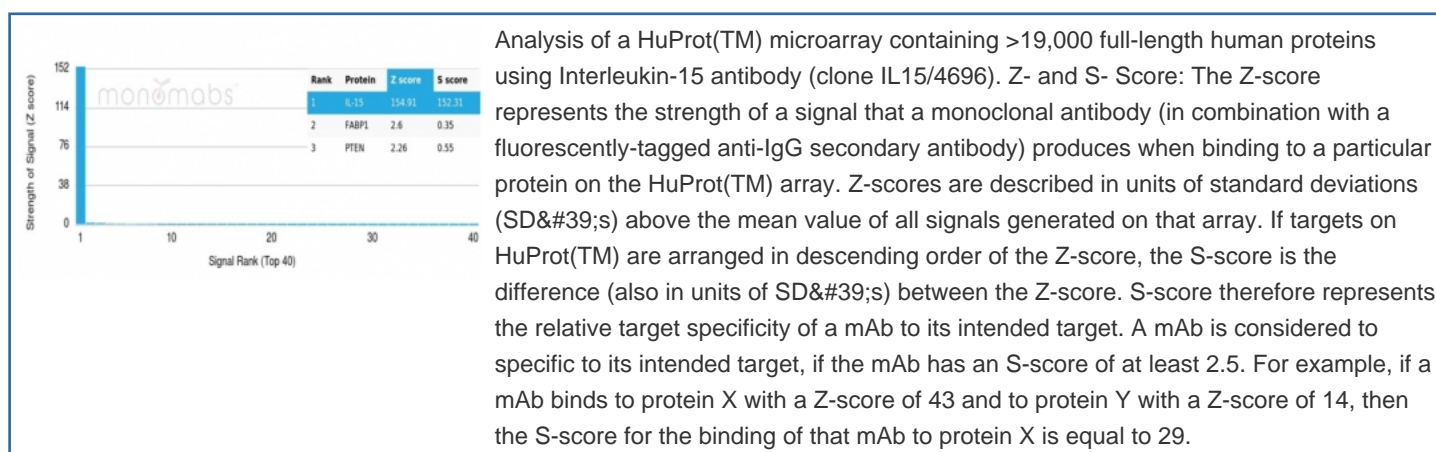 Analysis of a HuProt(TM) microarray containing >19,000 full-length human proteins
using Interleukin-15 antibody (clone IL15/4696). Z- and S- Score: The Z-score
represents the strength of a signal that a monoclonal antibody (in combination with a
fluorescently-tagged anti-IgG secondary antibody) produces when binding to a particular
protein on the HuProt(TM) array. Z-scores are described in units of standard deviations
(SD&#39;s) above the mean value of all signals generated on that array. If targets on
HuProt(TM) are arranged in descending order of the Z-score, the S-score is the
difference (also in units of SD&#39;s) between the Z-score. S-score therefore represents
the relative target specificity of a mAb to its intended target. A mAb is considered to
specific to its intended target, if the mAb has an S-score of at least 2.5. For example, if a
mAb binds to protein X with a Z-score of 43 and to protein Y with a Z-score of 14, then
the S-score for the binding of that mAb to protein X is equal to 29.
Strength of Signal (Z score)
152
114
76
38
0
monomabs
Rank Protein Z score S score
1 IL-15 154.91 152.31
2 FABP1 2.6 0.35
3 PTEN 2.26 0.55
1 10 20 30 40
Signal Rank (Top 40)